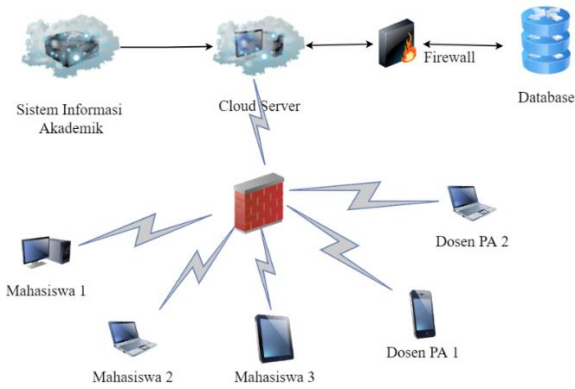 Sistem Informasi
Akademik
Cloud Server
Firewall
Database
Mahasiswa 1
Mahasiswa 2
Mahasiswa 3
Dosen PA 1
Dosen PA 2